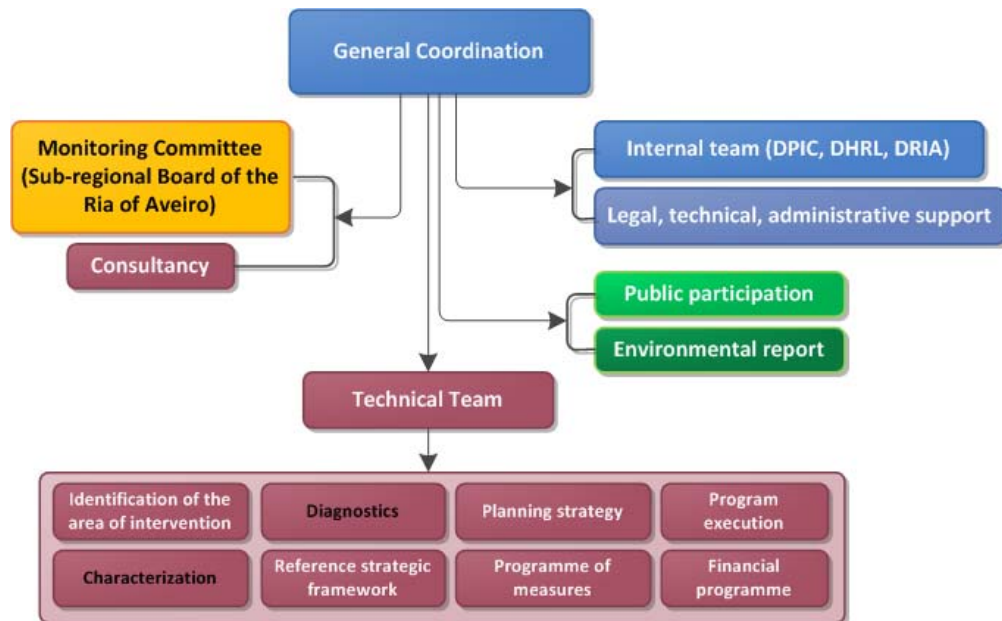 General Coordination
Monitoring Committee
(Sub-regional Board of the
Ria of Aveiro)
Consultancy
Internal team (DPIC, DHRL, DRIA)
Legal, technical, administrative support
Public participation
Environmental report
Technical Team
Identification of the
area of intervention
Diagnostics
Planning strategy
Program
execution
Characterization
Reference strategic
framework
Programme of
measures
Financial
programme